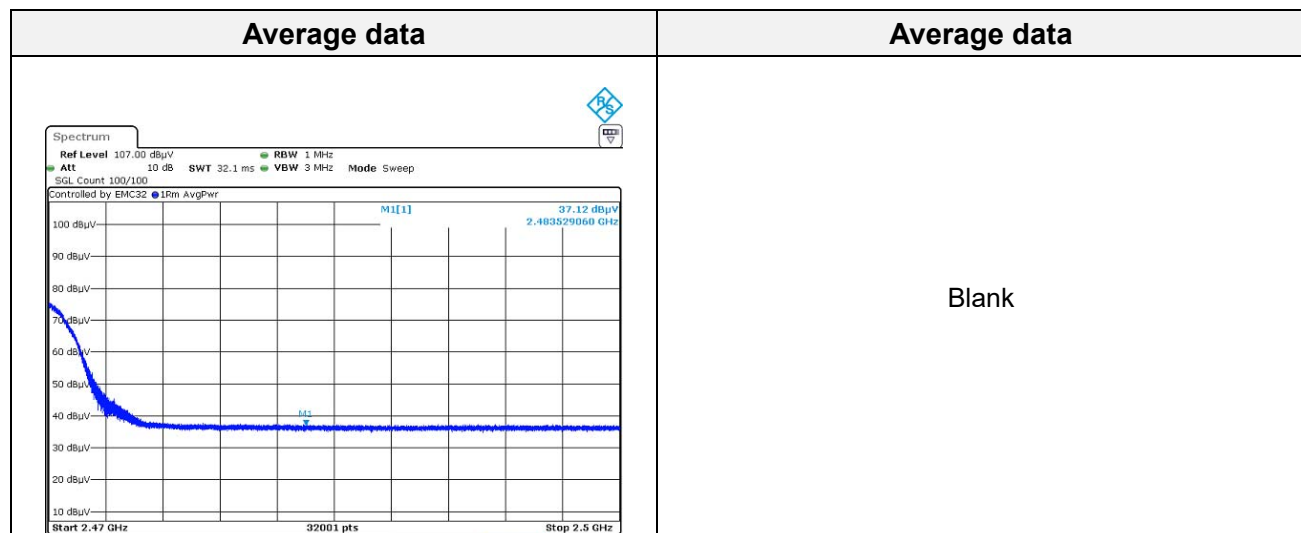 Average data
Average data
R&S
Spectrum
Ref Level 107.00 dBµV RBW 1 MHz
Att 10 dB SWT 32.1 ms VBW 3 MHz Mode Sweep
SGL Count 100/100
Controlled by EMC32 1Rm AvgPwr
M1[1] 37.12 dBµV
2.483529060 GHz
100 dBµV
90 dBµV
80 dBµV
70 dBµV
60 dBµV
50 dBµV
40 dBµV
M1
30 dBµV
20 dBµV
10 dBµV
Start 2.47 GHz 32001 pts Stop 2.5 GHz
Blank